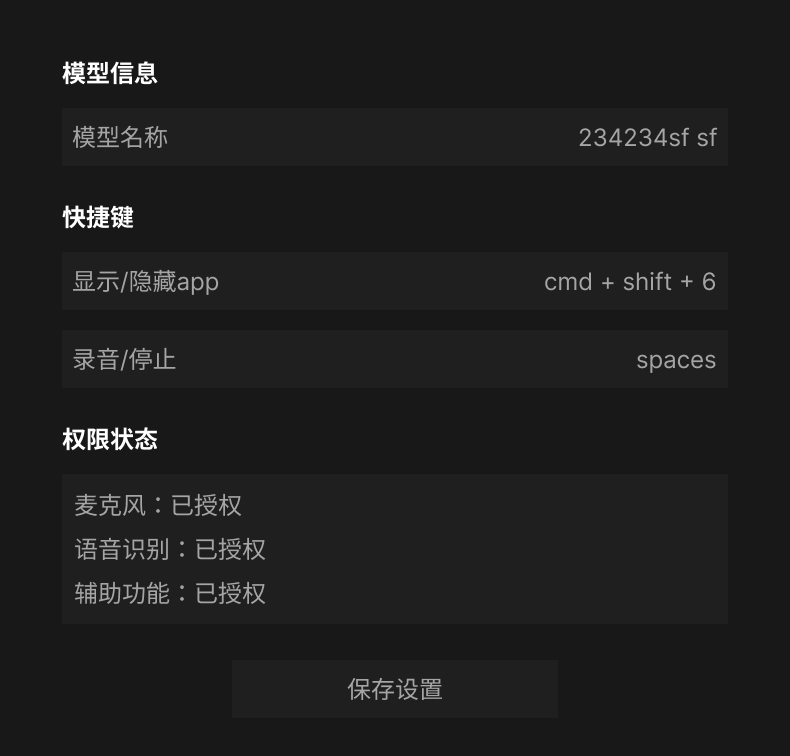 模型信息
模型名称 234234sf sf
快捷键
显示/隐藏app cmd + shift + 6
录音/停止 spaces
权限状态
麦克风：已授权
语音识别：已授权
辅助功能：已授权
保存设置